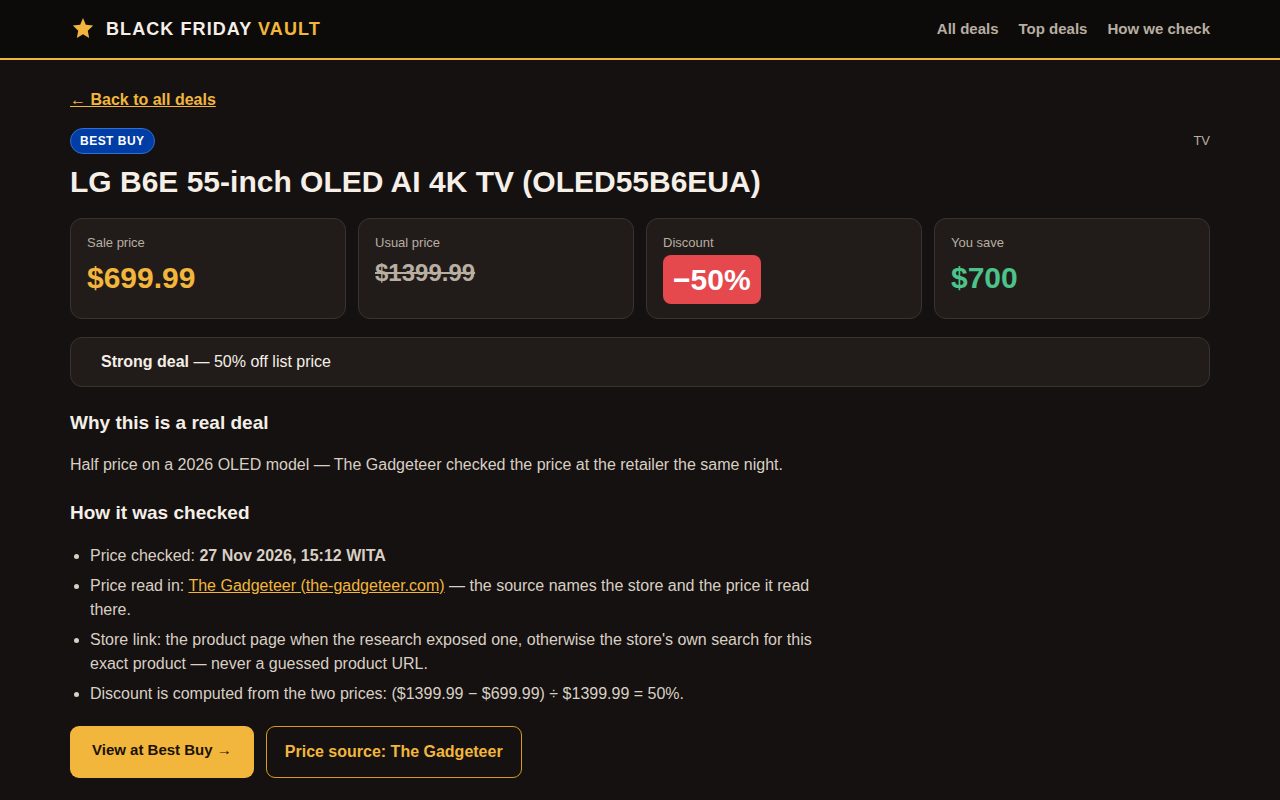 BLACK FRIDAY VAULT
All deals Top deals How we check
← Back to all deals
BEST BUY
TV
LG B6E 55-inch OLED AI 4K TV (OLED55B6EUA)
Sale price
$699.99
Usual price
$1399.99
Discount
−50%
You save
$700
Strong deal — 50% off list price
Why this is a real deal
Half price on a 2026 OLED model — The Gadgeteer checked the price at the retailer the same night.
How it was checked
• Price checked: 27 Nov 2026, 15:12 WITA
• Price read in: The Gadgeteer (the-gadgeteer.com) — the source names the store and the price it read
there.
• Store link: the product page when the research exposed one, otherwise the store's own search for this
exact product — never a guessed product URL.
• Discount is computed from the two prices: ($1399.99 − $699.99) ÷ $1399.99 = 50%.
View at Best Buy →
Price source: The Gadgeteer